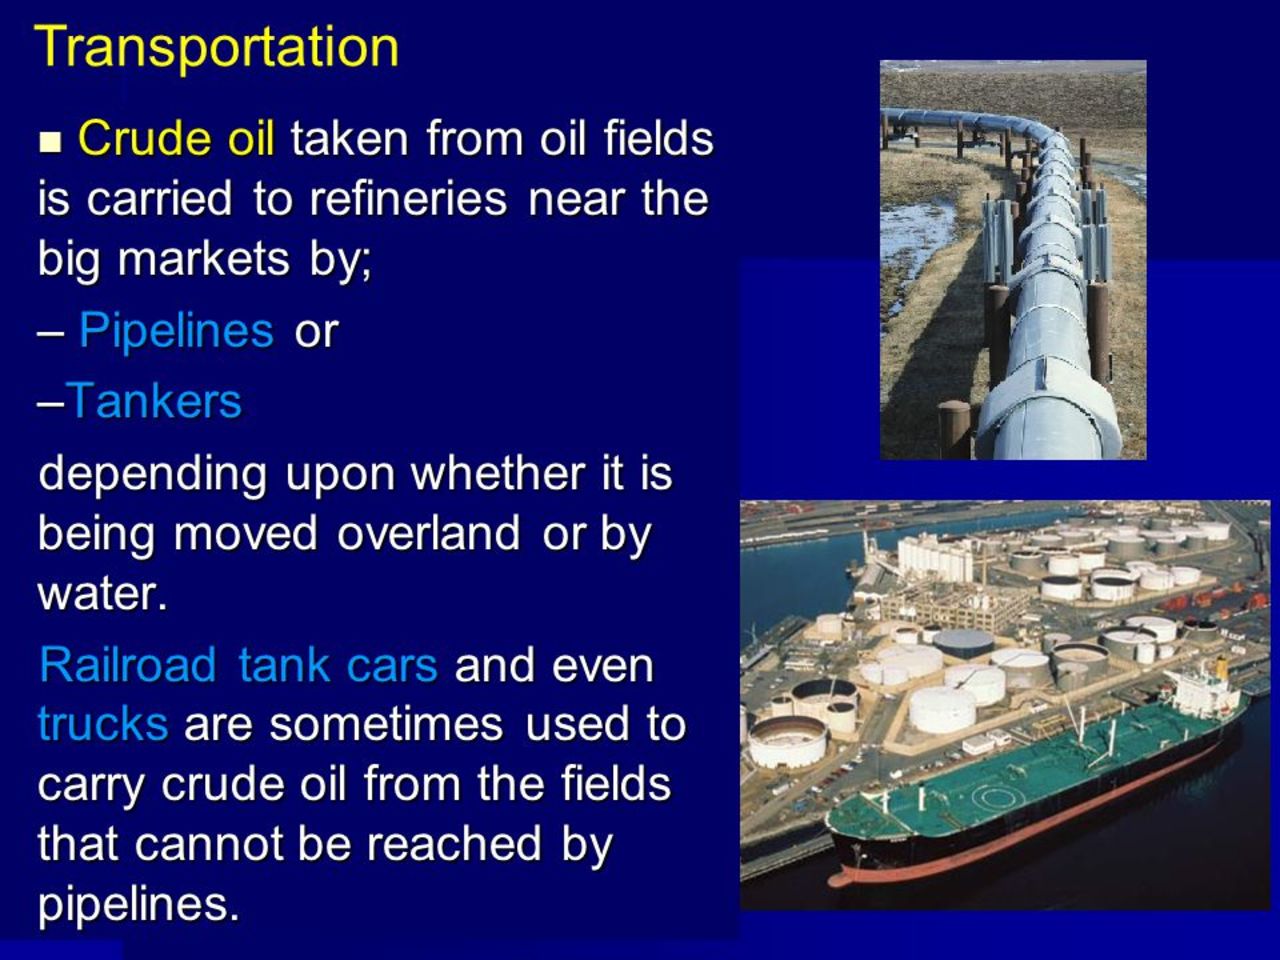 Transportation
■ Crude oil taken from oil fields
is carried to refineries near the
big markets by;
– Pipelines or
–Tankers
depending upon whether it is
being moved overland or by
water.
Railroad tank cars and even
trucks are sometimes used to
carry crude oil from the fields
that cannot be reached by
pipelines.